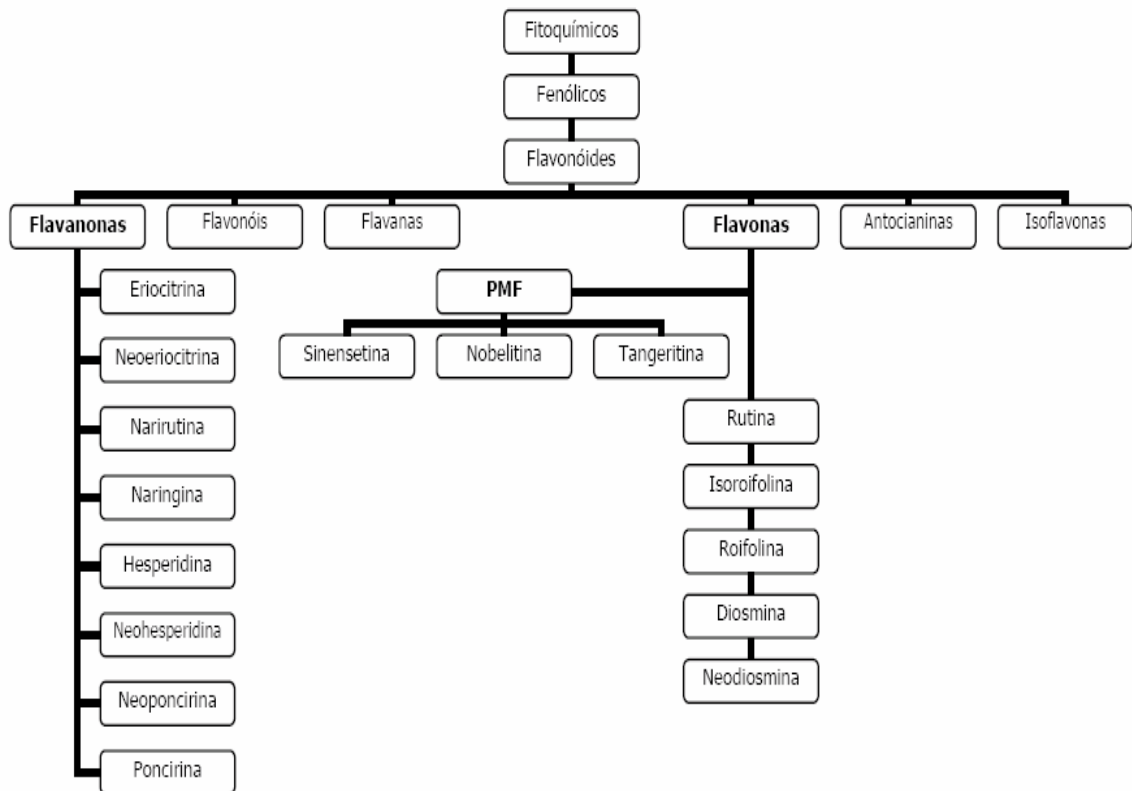 Fitoquímicos
Fenólicos
Flavonóides
Flavanonas
Flavonóis
Flavanas
Flavonas
Antocianinas
Isoflavonas
Eriocitrina
Neoeriocitrina
Narirutina
Naringina
Hesperidina
Neohesperidina
Neoponcirina
Poncirina
PMF
Sinensetina
Nobelitina
Tangeritina
Rutina
Isoroifolina
Roifolina
Diosmina
Neodiosmina